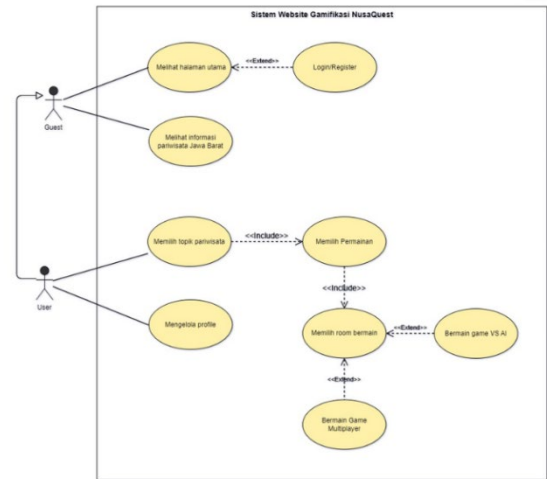 Sistem Website Gamifikasi NusaQuest
Melihat halaman utama
<<Extend>>
Login/Register
Guest
Melihat informasi
pariwisata Jawa Barat
Memilih topik pariwisata
<<Include>>
Memilih Permainan
User
Mengelola profile
<<Include>>
Memilih room bermain
<<Extend>>
Bermain game VS AI
<<Extend>>
Bermain Game
Multiplayer